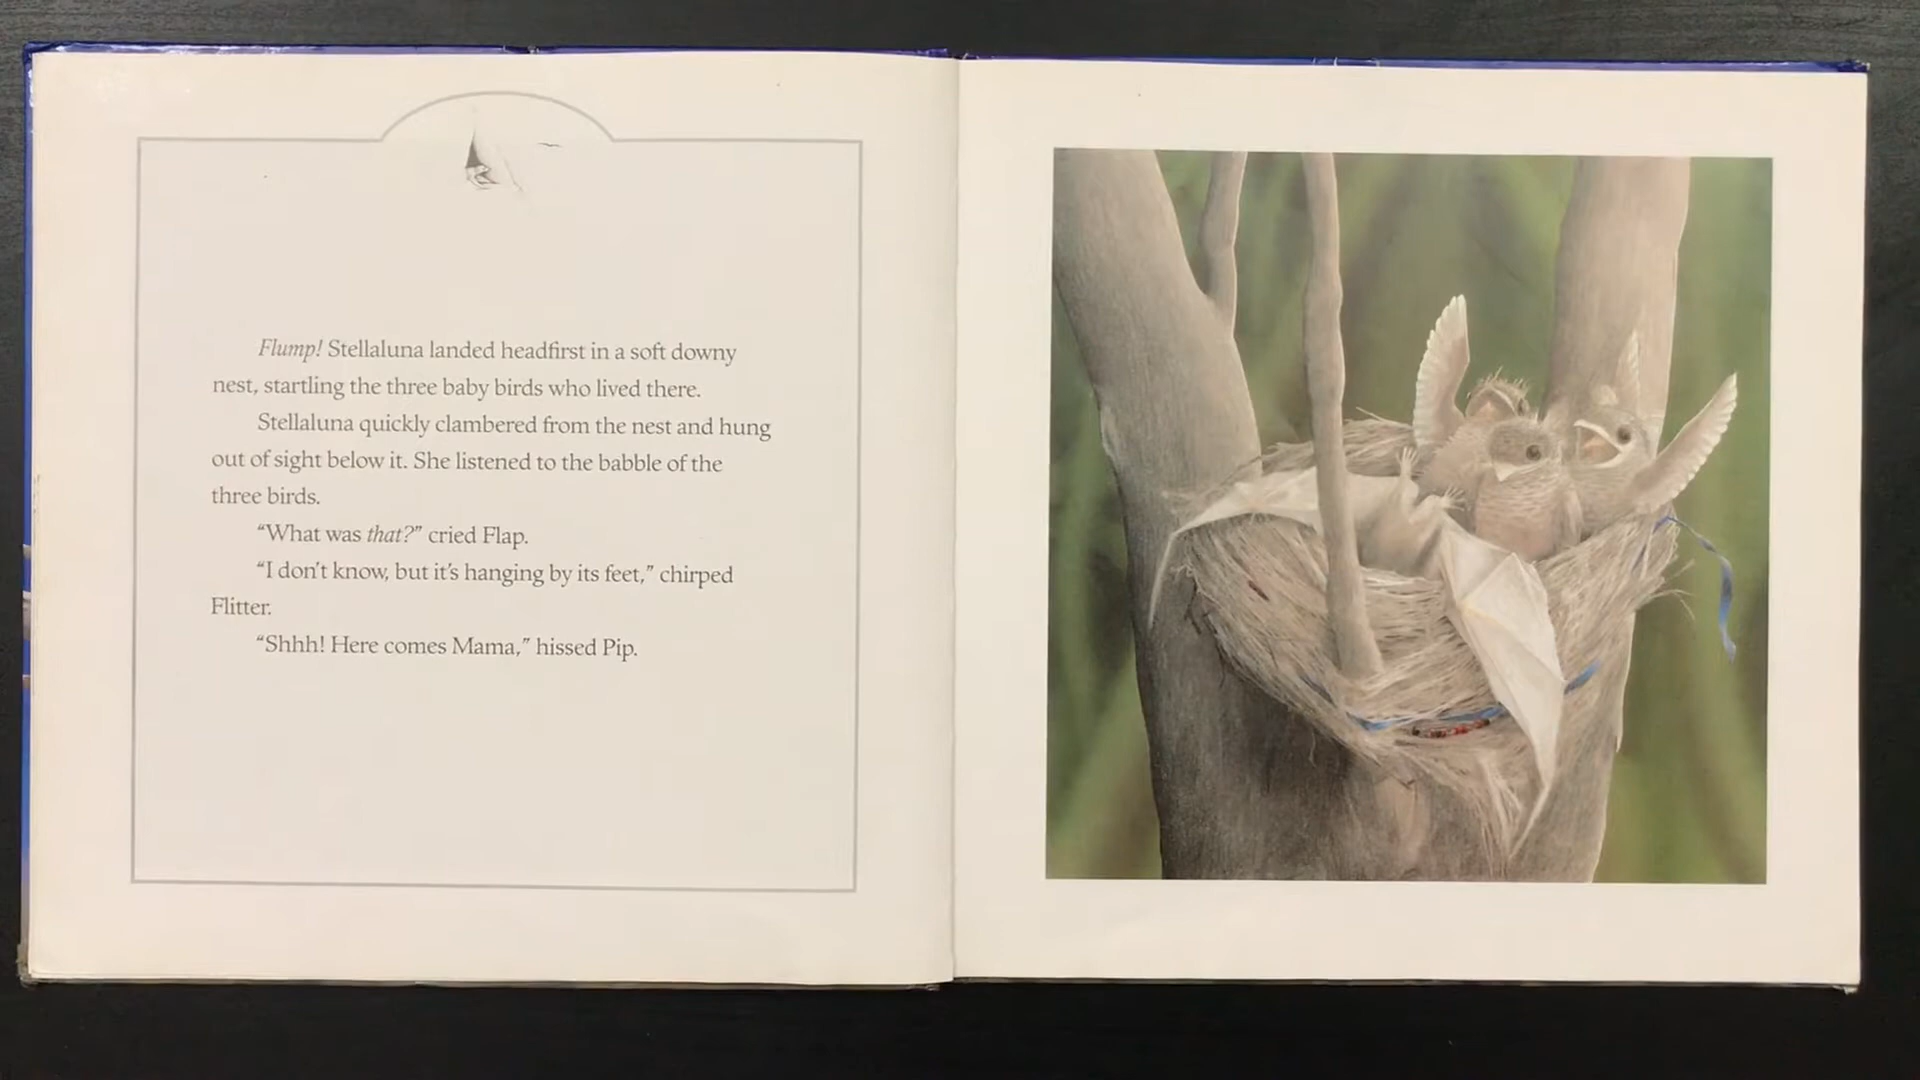 Flump! Stellaluna landed headfirst in a soft downy
nest, startling the three baby birds who lived there.
Stellaluna quickly clambered from the nest and hung
out of sight below it. She listened to the babble of the
three birds.
“What was that?” cried Flap.
“I don’t know, but it’s hanging by its feet,” chirped
Flitter.
“Shhh! Here comes Mama,” hissed Pip.